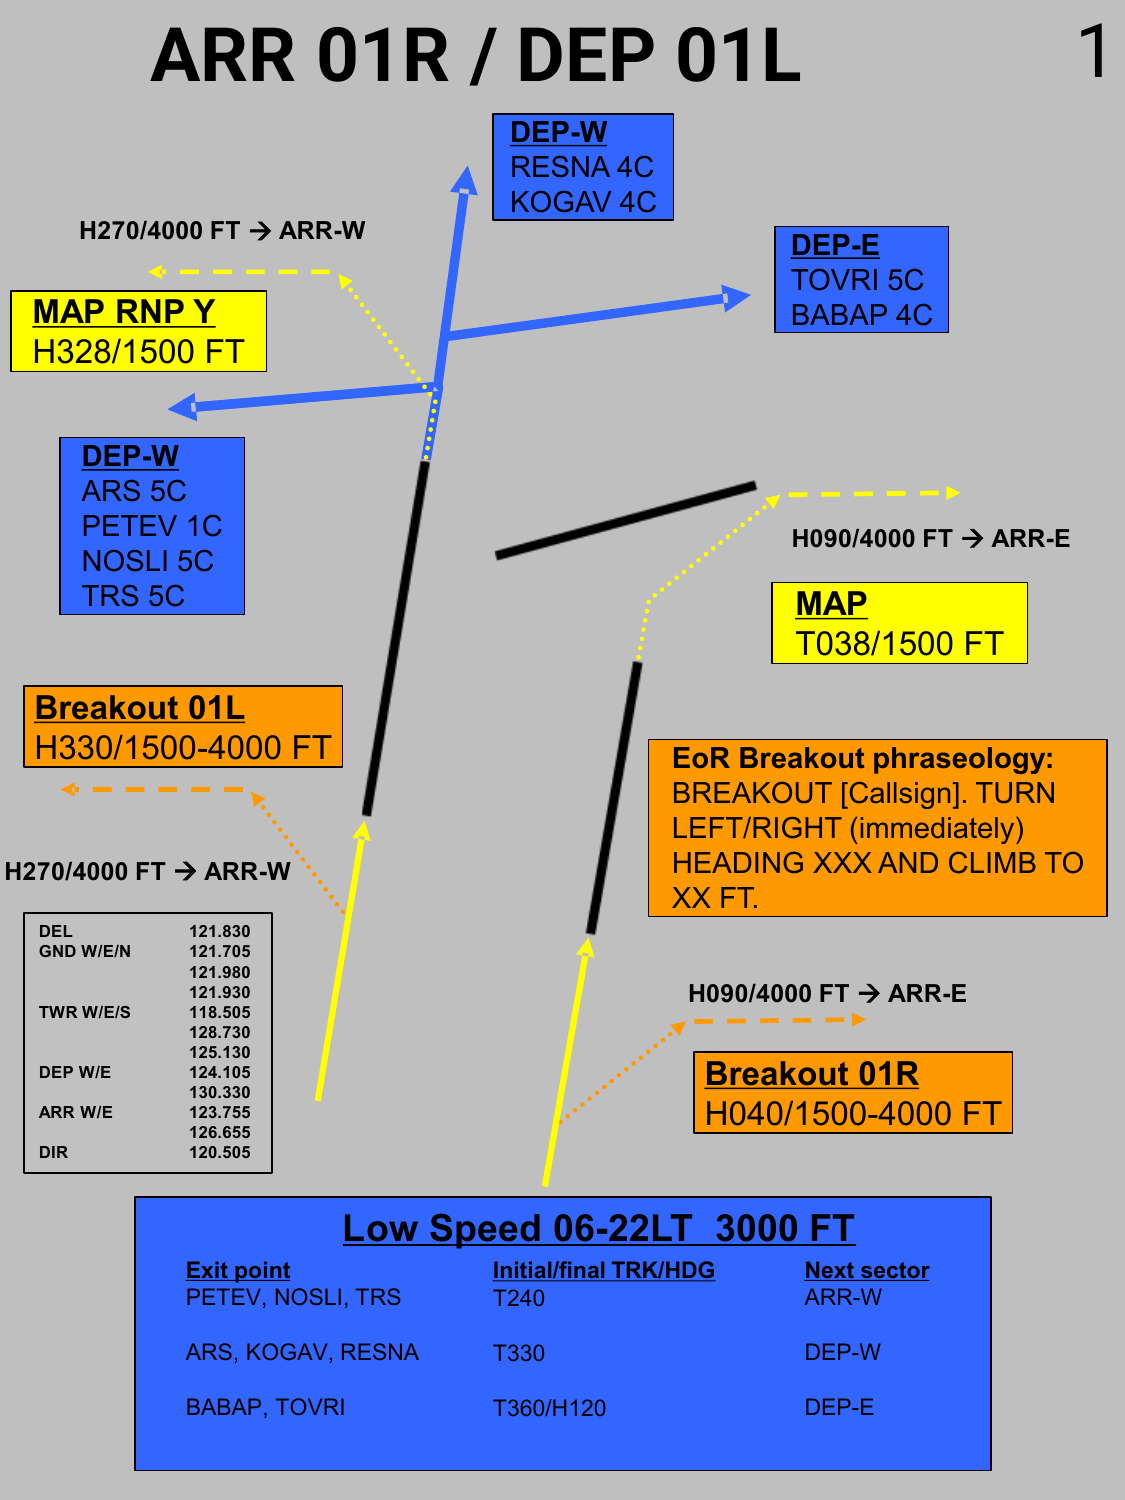 ARR 01R / DEP 01L
1
DEP-W
RESNA 4C
KOGAV 4C
H270/4000 FT → ARR-W
DEP-E
TOVRI 5C
BABAP 4C
MAP RNP Y
H328/1500 FT
DEP-W
ARS 5C
PETEV 1C
NOSLI 5C
TRS 5C
H090/4000 FT → ARR-E
MAP
T038/1500 FT
Breakout 01L
H330/1500-4000 FT
EoR Breakout phraseology:
BREAKOUT [Callsign]. TURN
LEFT/RIGHT (immediately)
HEADING XXX AND CLIMB TO
XX FT.
H270/4000 FT → ARR-W
DEL 121.830
GND W/E/N 121.705
121.980
121.930
TWR W/E/S 118.505
128.730
125.130
DEP W/E 124.105
130.330
ARR W/E 123.755
126.655
DIR 120.505
H090/4000 FT → ARR-E
Breakout 01R
H040/1500-4000 FT
Low Speed 06-22LT 3000 FT
Exit point Initial/final TRK/HDG Next sector
PETEV, NOSLI, TRS T240 ARR-W
ARS, KOGAV, RESNA T330 DEP-W
BABAP, TOVRI T360/H120 DEP-E